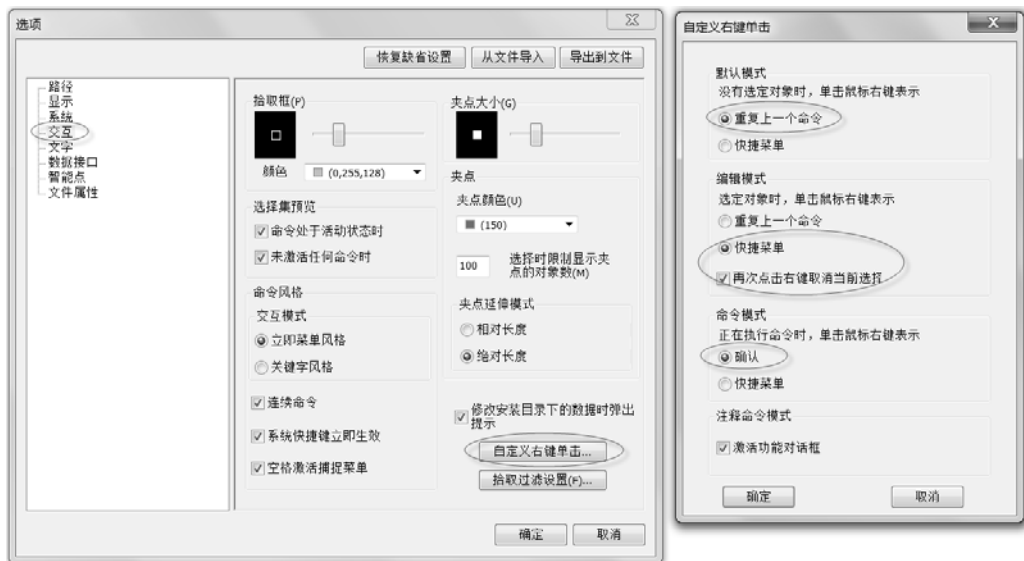 选项
恢复缺省设置 从文件导入 导出到文件
路径
显示
系统
交互
文字
数据接口
智能点
文件属性
拾取框(P)
颜色 (0,255,128)
选择集预览
命令处于活动状态时
未激活任何命令时
命令风格
交互模式
立即菜单风格
关键字风格
连续命令
系统快捷键立即生效
空格激活捕捉菜单
夹点大小(G)
夹点
夹点颜色(U)
(150)
100 选择时限制显示夹
点的对象数(M)
夹点延伸模式
相对长度
绝对长度
修改安装目录下的数据时弹出
提示
自定义右键单击...
拾取过滤设置(F)...
确定 取消
自定义右键单击
默认模式
没有选定对象时，单击鼠标右键表示
重复上一个命令
快捷菜单
编辑模式
选定对象时，单击鼠标右键表示
重复上一个命令
快捷菜单
再次点击右键取消当前选择
命令模式
正在执行命令时，单击鼠标右键表示
确认
快捷菜单
注释命令模式
激活功能对话框
确定 取消